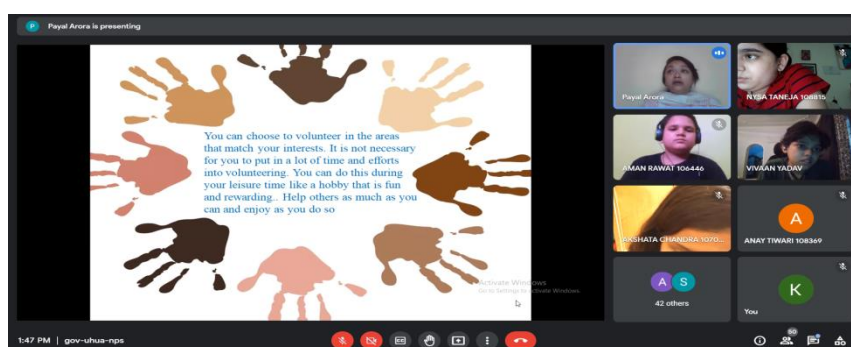 P Payal Arora is presenting
You can choose to volunteer in the areas
that match your interests. It is not necessary
for you to put in a lot of time and efforts
into volunteering. You can do this during
your leisure time like a hobby that is fun
and rewarding.. Help others as much as you
can and enjoy as you do so
Activate Windows
Go to Settings to activate Windows.
Payal Arora
NYSA TANEJA 106815
AMAN RAWAT 106446
VIVAAN YADAV
AKSHATA CHANDRA 1070...
A
ANAY TIWARI 108369
A S
42 others
K
You
1:47 PM | gov-uhua-nps
CC
50